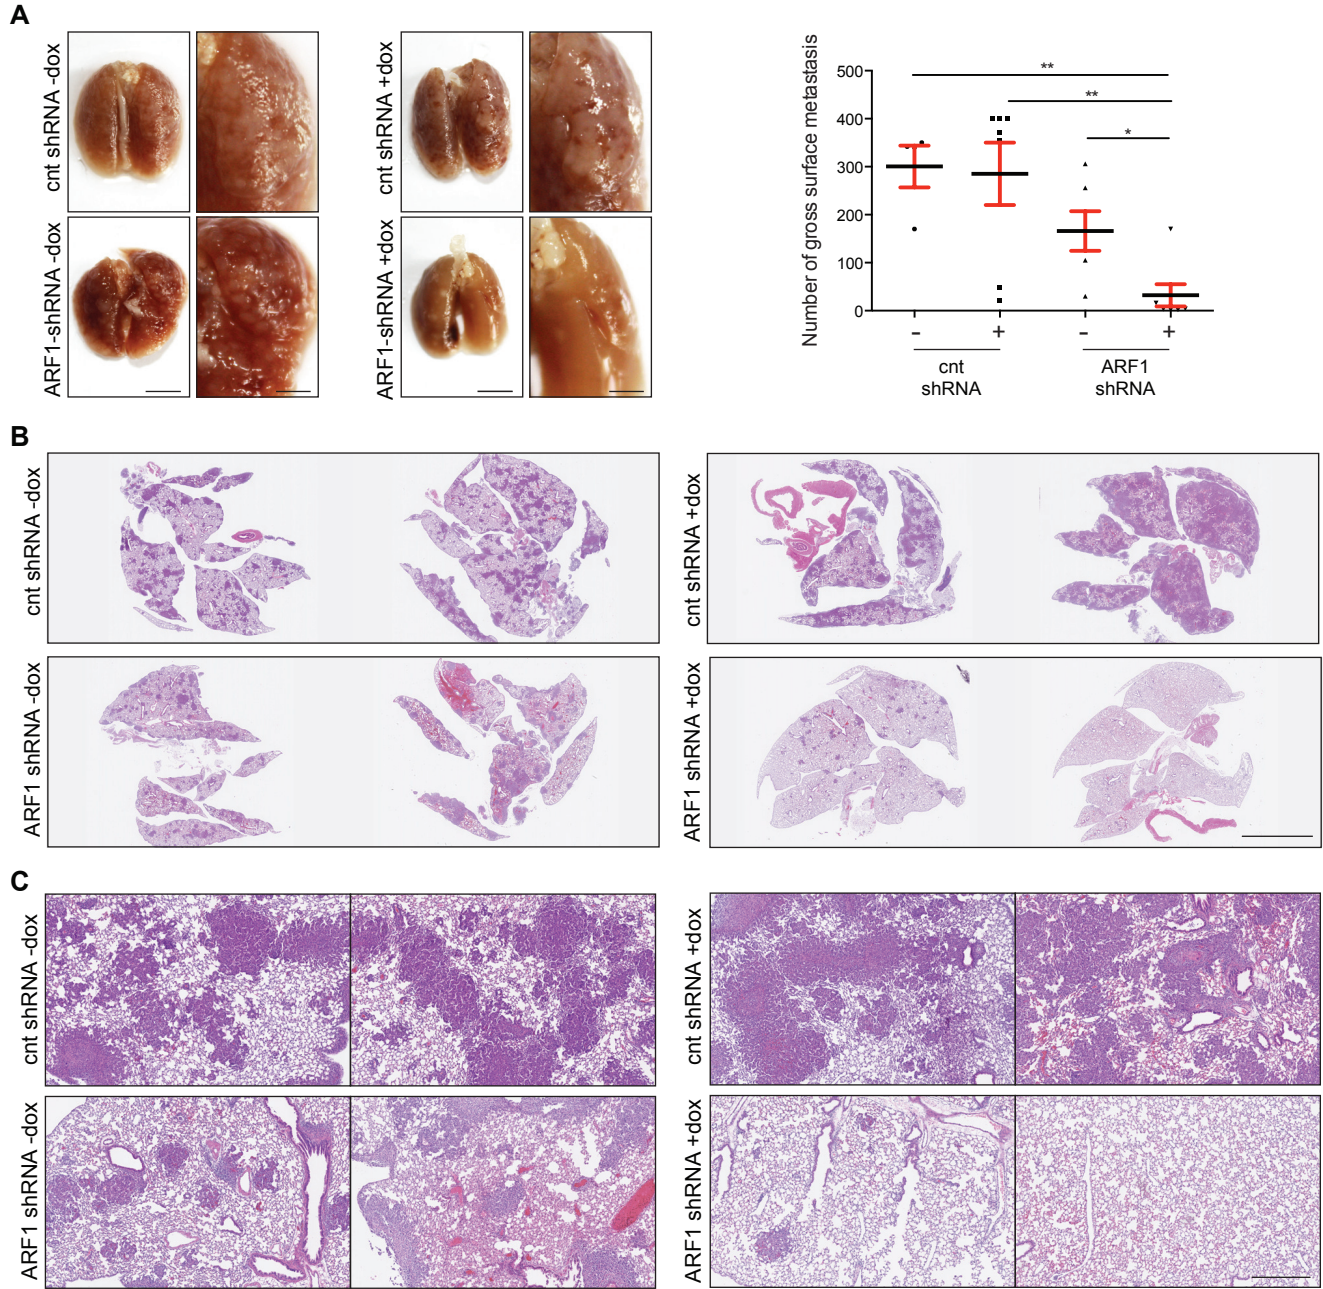 A
cnt shRNA -dox
cnt shRNA +dox
ARF1-shRNA -dox
ARF1-shRNA +dox
Number of gross surface metastasis
500
400
300
200
100
0
**
**
*
- + - +
cnt
shRNA
ARF1
shRNA
B
cnt shRNA -dox
cnt shRNA +dox
ARF1 shRNA -dox
ARF1 shRNA +dox
C
cnt shRNA -dox
cnt shRNA +dox
ARF1 shRNA -dox
ARF1 shRNA +dox